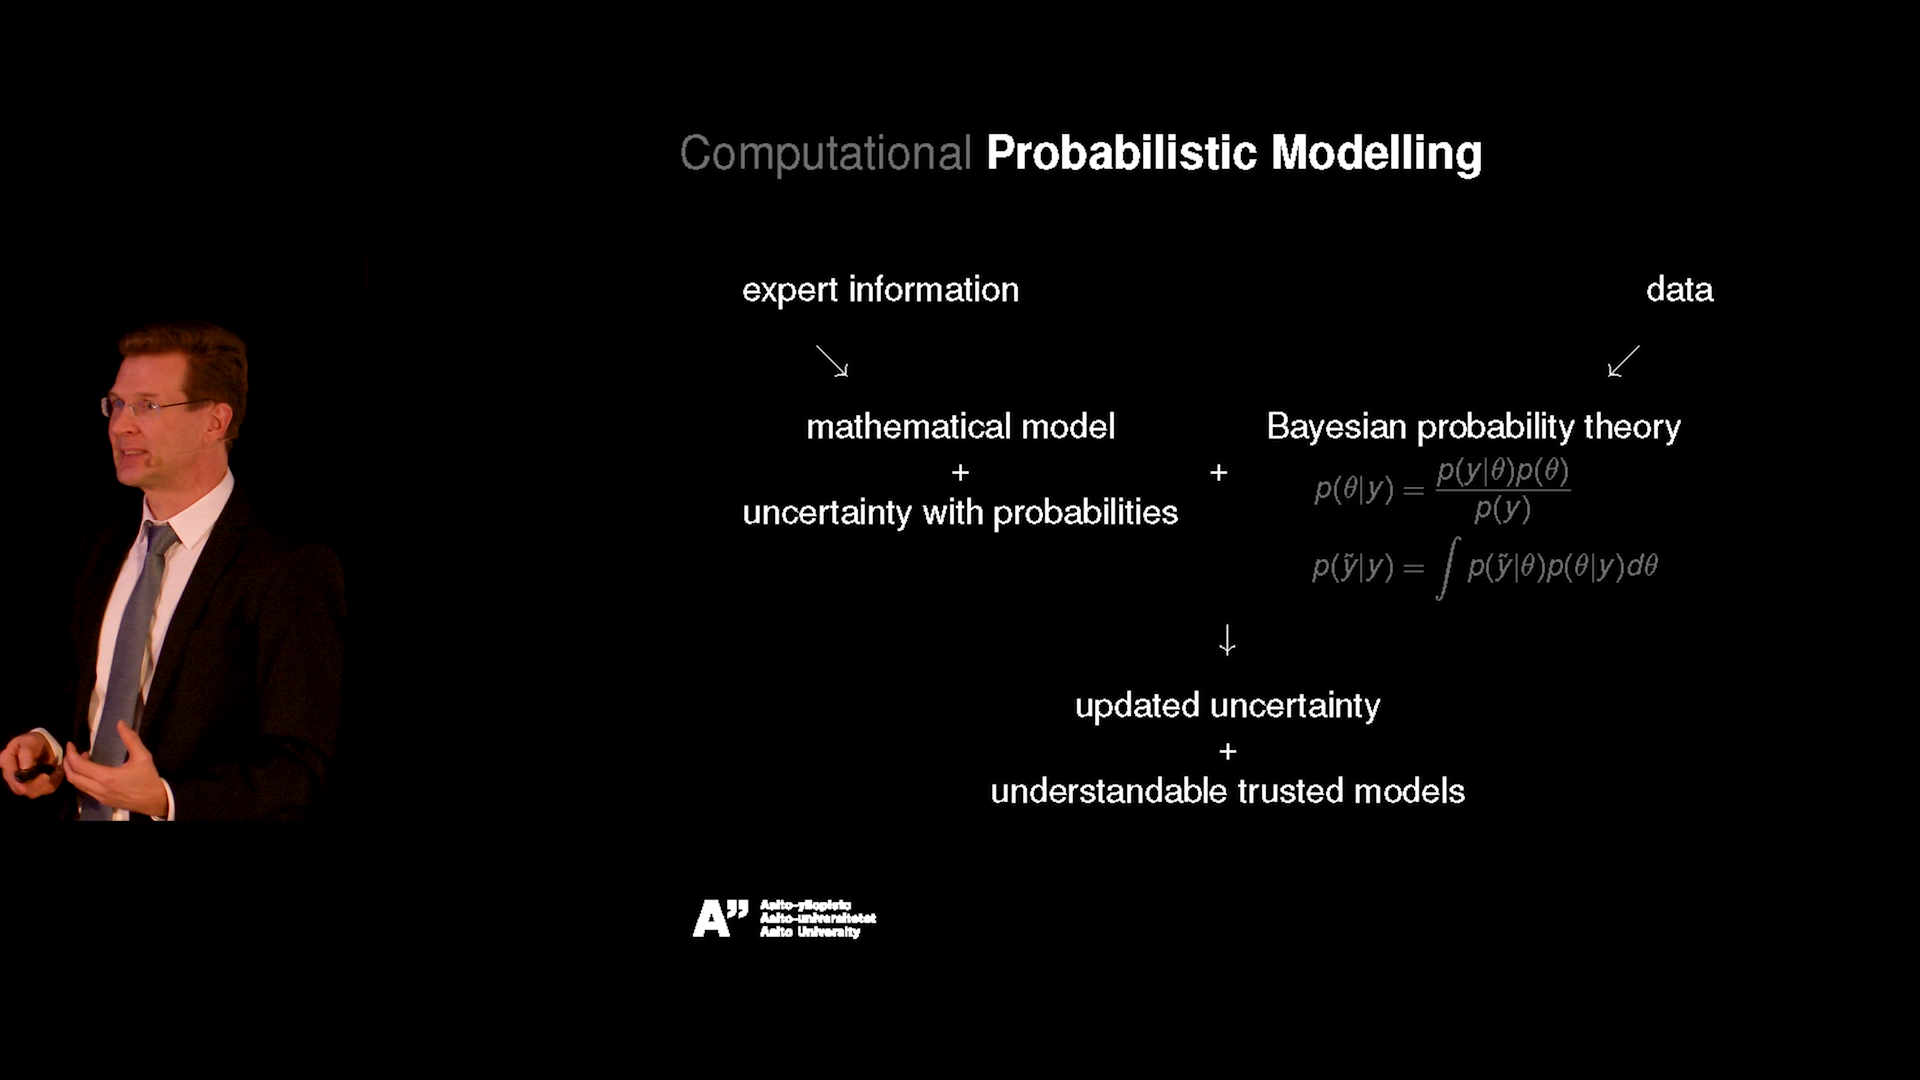 Computational Probabilistic Modelling
expert information
data
↘
↙
mathematical model
+
uncertainty with probabilities
+
Bayesian probability theory
p(θ|y) = p(y|θ)p(θ) / p(y)
p(ỹ|y) = ∫ p(ỹ|θ)p(θ|y)dθ
↓
updated uncertainty
+
understandable trusted models
A”
Aalto-yliopisto
Aalto-universitetet
Aalto University